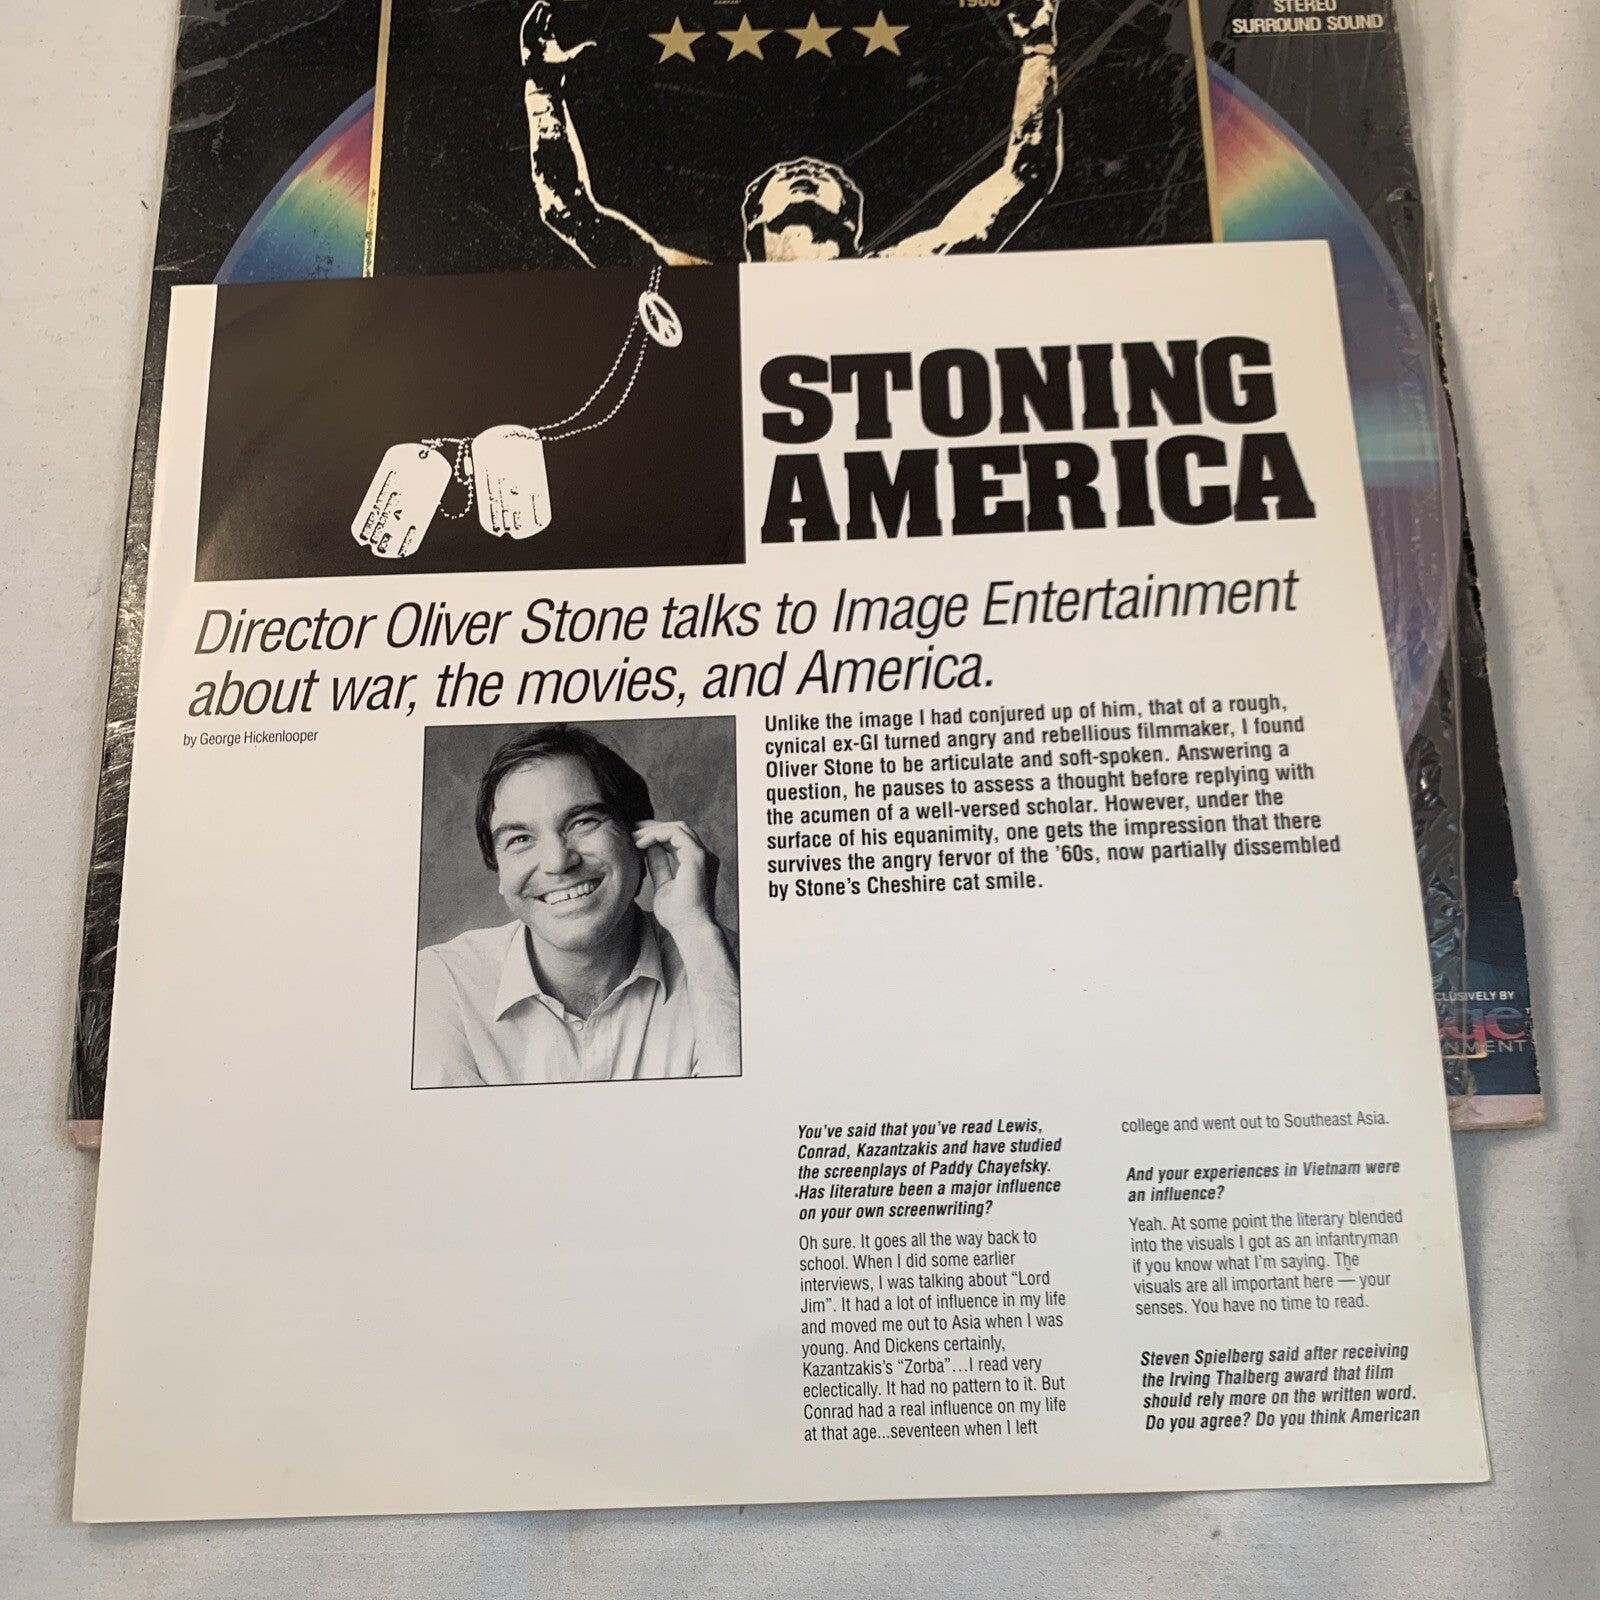 1986
STEREO
SURROUND SOUND
STONING
AMERICA
Director Oliver Stone talks to Image Entertainment
about war, the movies, and America.
by George Hickenlooper
Unlike the image I had conjured up of him, that of a rough,
cynical ex-GI turned angry and rebellious filmmaker, I found
Oliver Stone to be articulate and soft-spoken. Answering a
question, he pauses to assess a thought before replying with
the acumen of a well-versed scholar. However, under the
surface of his equanimity, one gets the impression that there
survives the angry fervor of the ’60s, now partially dissembled
by Stone’s Cheshire cat smile.
You’ve said that you’ve read Lewis,
Conrad, Kazantzakis and have studied
the screenplays of Paddy Chayefsky.
Has literature been a major influence
on your own screenwriting?
Oh sure. It goes all the way back to
school. When I did some earlier
interviews, I was talking about “Lord
Jim”. It had a lot of influence in my life
and moved me out to Asia when I was
young. And Dickens certainly,
Kazantzakis’s “Zorba”...I read very
eclectically. It had no pattern to it. But
Conrad had a real influence on my life
at that age...seventeen when I left
college and went out to Southeast Asia.
And your experiences in Vietnam were
an influence?
Yeah. At some point the literary blended
into the visuals I got as an infantryman
if you know what I’m saying. The
visuals are all important here — your
senses. You have no time to read.
Steven Spielberg said after receiving
the Irving Thalberg award that film
should rely more on the written word.
Do you agree? Do you think American
CLUSIVELY BY
ge
NMENT